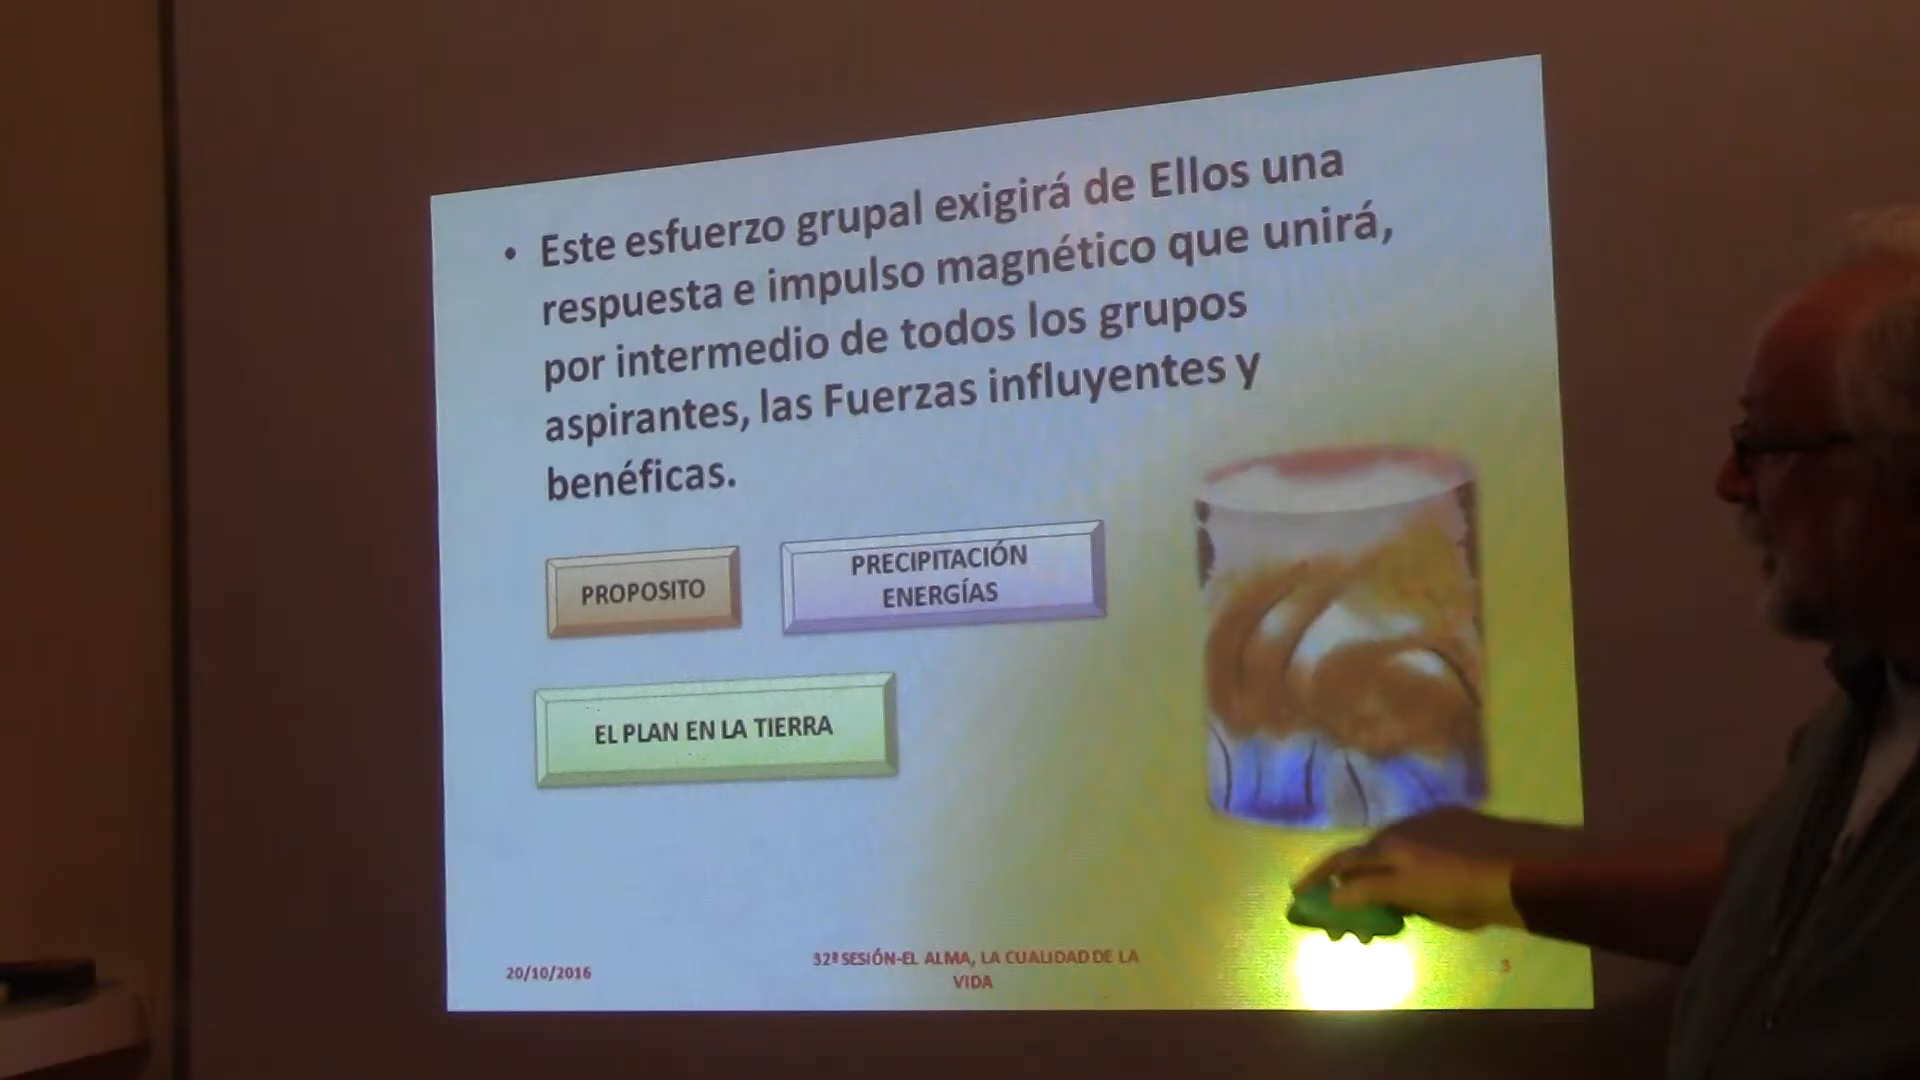 • Este esfuerzo grupal exigirá de Ellos una
respuesta e impulso magnético que unirá,
por intermedio de todos los grupos
aspirantes, las Fuerzas influyentes y
benéficas.
PROPOSITO
PRECIPITACIÓN
ENERGÍAS
EL PLAN EN LA TIERRA
20/10/2016
32ª SESIÓN-EL ALMA, LA CUALIDAD DE LA
VIDA
3